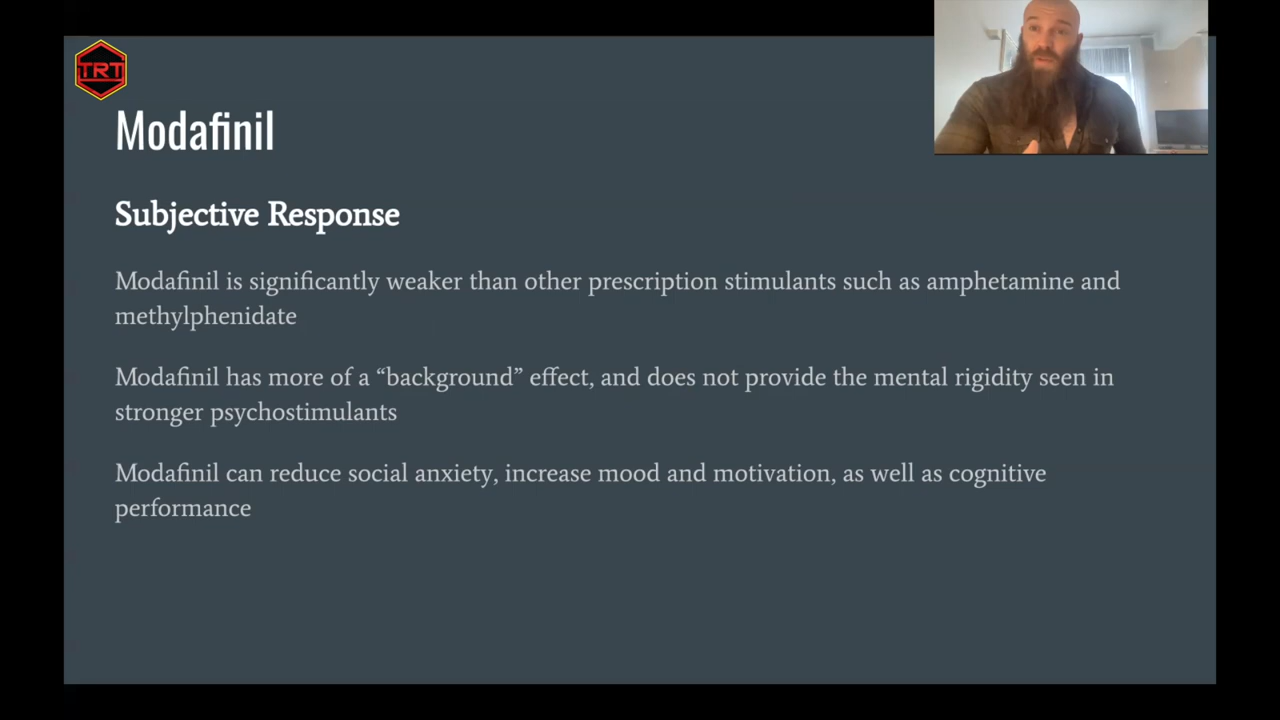 TRT
Modafinil
Subjective Response
Modafinil is significantly weaker than other prescription stimulants such as amphetamine and
methylphenidate
Modafinil has more of a “background” effect, and does not provide the mental rigidity seen in
stronger psychostimulants
Modafinil can reduce social anxiety, increase mood and motivation, as well as cognitive
performance